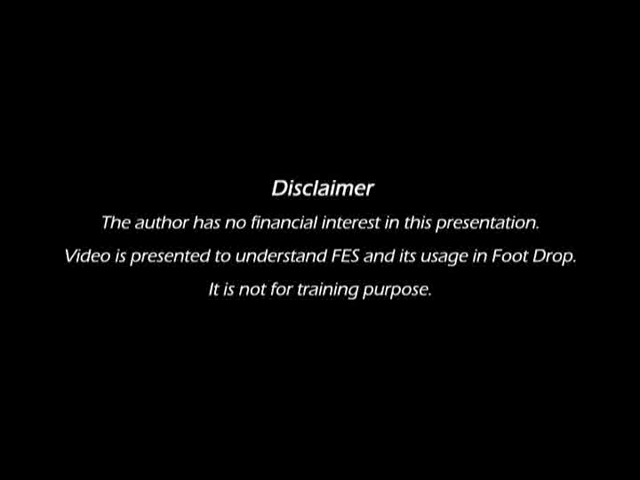 Disclaimer
The author has no financial interest in this presentation.
Video is presented to understand FES and its usage in Foot Drop.
It is not for training purpose.